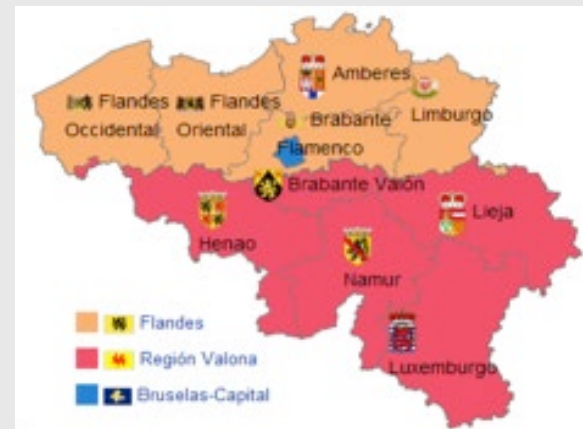 Amberes
Flandes Occidental
Flandes Oriental
Brabante Flamenco
Limburgo
Brabante Valón
Lieja
Henao
Namur
Luxemburgo
Flandes
Región Valona
Bruselas-Capital